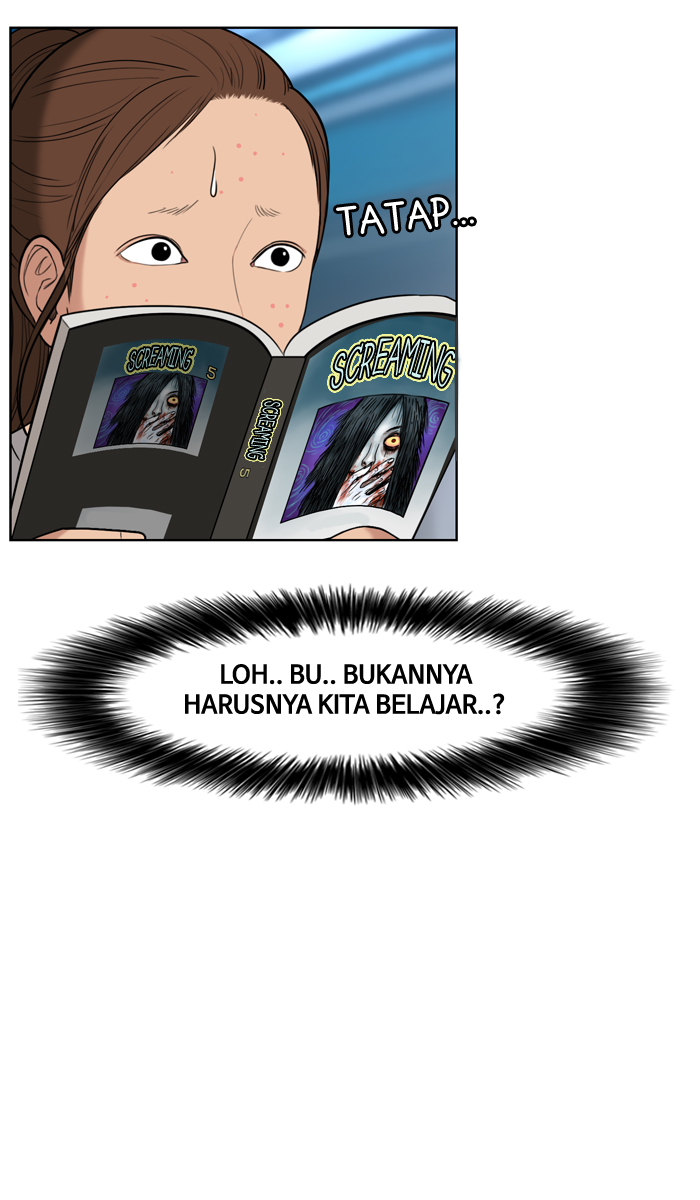 TATAP...
SCREAMING
5
SCREAMING
5
SCREAMING
LOH.. BU.. BUKANNYA
HARUSNYA KITA BELAJAR..?